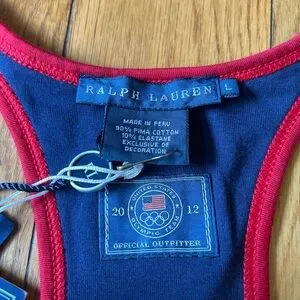 RALPH LAUREN
L
MADE IN PERU
90% PIMA COTTON
10% ELASTANE
EXCLUSIVE OF
DECORATION
UNITED STATES
20 12
OLYMPIC TEAM
OFFICIAL OUTFITTER